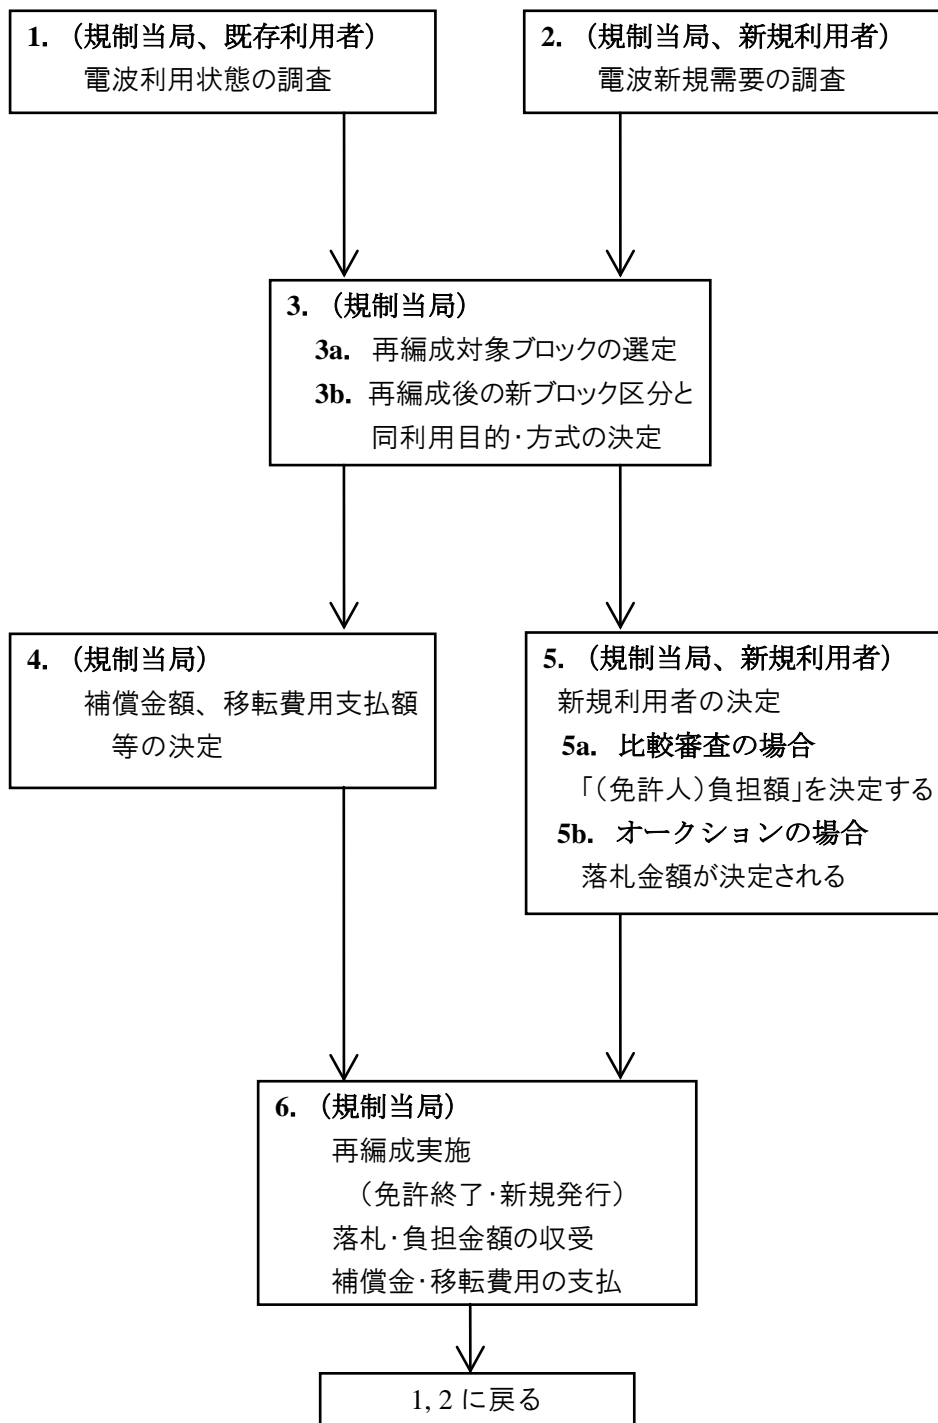 1. (規制当局、既存利用者)
電波利用状態の調査
2. (規制当局、新規利用者)
電波新規需要の調査
3. (規制当局)
3a. 再編成対象ブロックの選定
3b. 再編成後の新ブロック区分と
同利用目的・方式の決定
4. (規制当局)
補償金額、移転費用支払額
等の決定
5. (規制当局、新規利用者)
新規利用者の決定
5a. 比較審査の場合
「(免許人)負担額」を決定する
5b. オークションの場合
落札金額が決定される
6. (規制当局)
再編成実施
(免許終了・新規発行)
落札・負担金額の収受
補償金・移転費用の支払
1, 2 に戻る